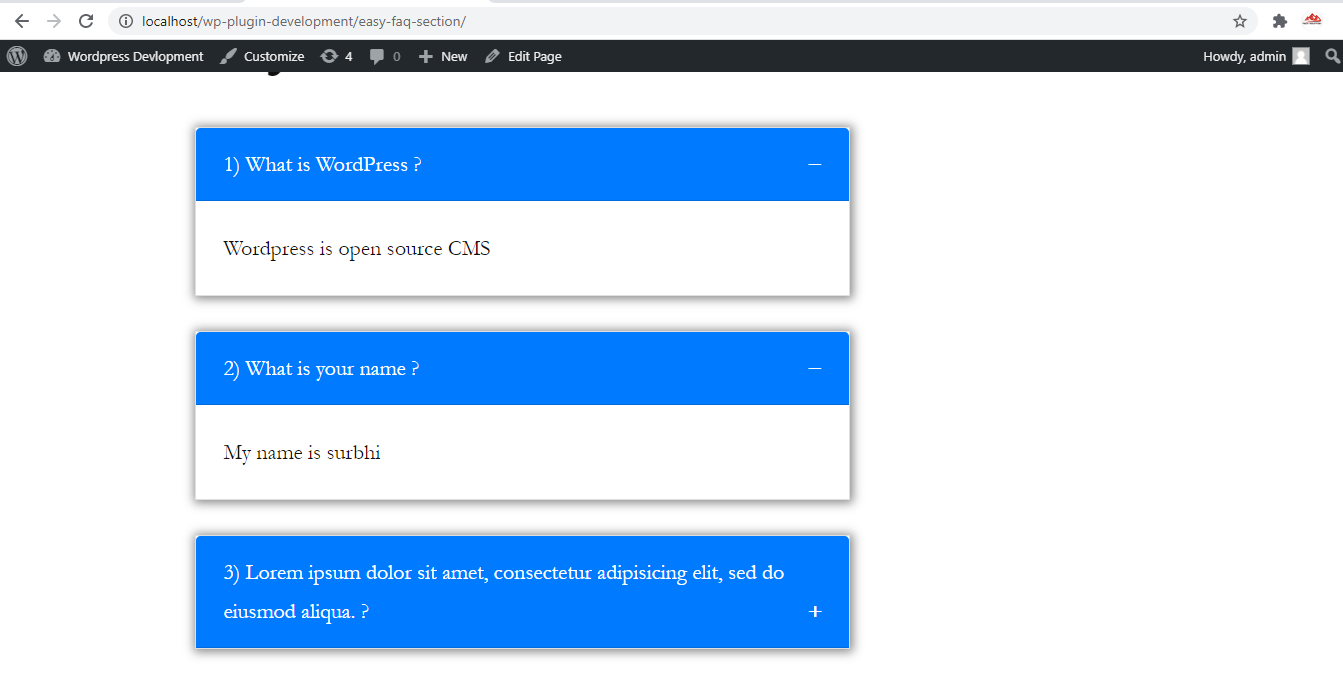 localhost/wp-plugin-development/easy-faq-section/
Wordpress Devlopment Customize 4 0 New Edit Page Howdy, admin
1) What is WordPress ? −
Wordpress is open source CMS
2) What is your name ? −
My name is surbhi
3) Lorem ipsum dolor sit amet, consectetur adipisicing elit, sed do
eiusmod aliqua. ? +